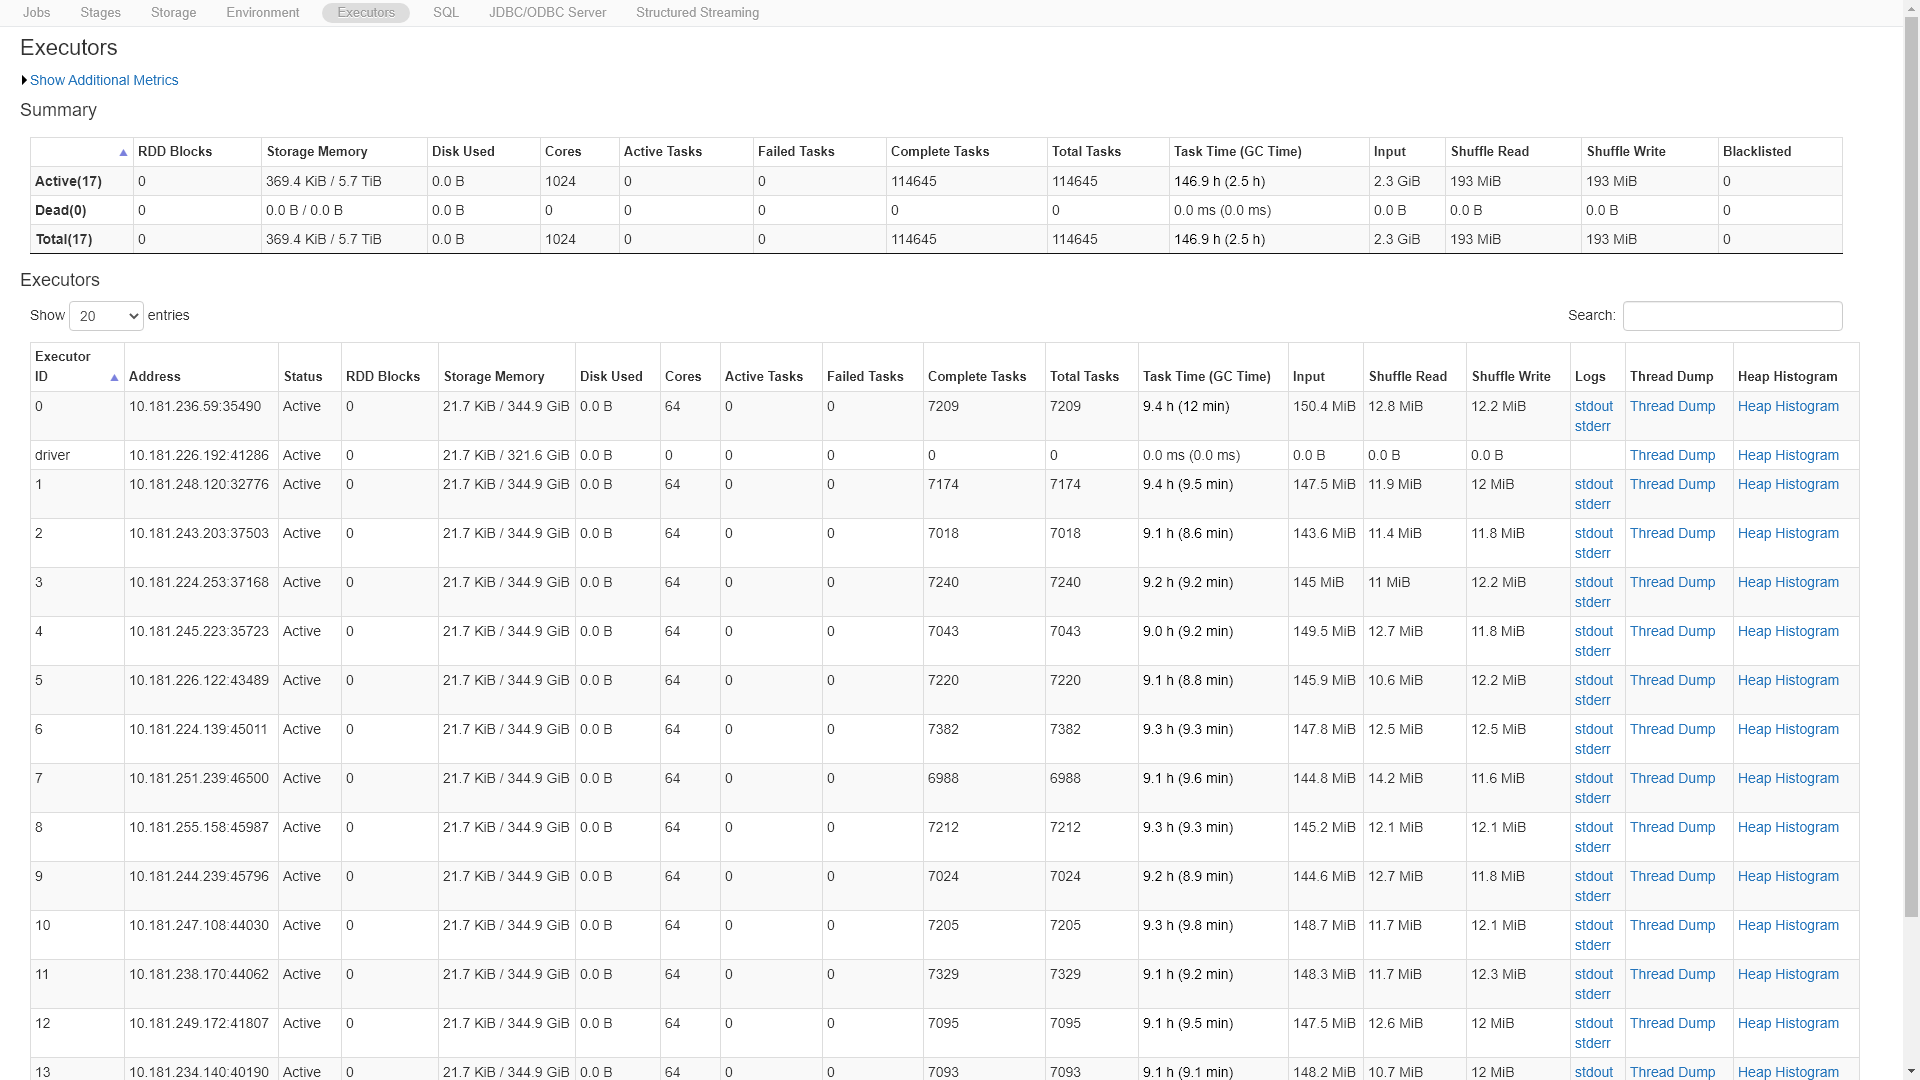 Jobs Stages Storage Environment Executors SQL JDBC/ODBC Server Structured Streaming
Executors
Show Additional Metrics
Summary
RDD Blocks Storage Memory Disk Used Cores Active Tasks Failed Tasks Complete Tasks Total Tasks Task Time (GC Time) Input Shuffle Read Shuffle Write Blacklisted
Active(17) 0 369.4 KiB / 5.7 TiB 0.0 B 1024 0 0 114645 114645 146.9 h (2.5 h) 2.3 GiB 193 MiB 193 MiB 0
Dead(0) 0 0.0 B / 0.0 B 0.0 B 0 0 0 0 0 0.0 ms (0.0 ms) 0.0 B 0.0 B 0.0 B 0
Total(17) 0 369.4 KiB / 5.7 TiB 0.0 B 1024 0 0 114645 114645 146.9 h (2.5 h) 2.3 GiB 193 MiB 193 MiB 0
Executors
Show 20 entries Search:
Executor
ID Address Status RDD Blocks Storage Memory Disk Used Cores Active Tasks Failed Tasks Complete Tasks Total Tasks Task Time (GC Time) Input Shuffle Read Shuffle Write Logs Thread Dump Heap Histogram
0 10.181.236.59:35490 Active 0 21.7 KiB / 344.9 GiB 0.0 B 64 0 0 7209 7209 9.4 h (12 min) 150.4 MiB 12.8 MiB 12.2 MiB stdout Thread Dump Heap Histogram
stderr
driver 10.181.226.192:41286 Active 0 21.7 KiB / 321.6 GiB 0.0 B 0 0 0 0 0 0.0 ms (0.0 ms) 0.0 B 0.0 B 0.0 B Thread Dump Heap Histogram
1 10.181.248.120:32776 Active 0 21.7 KiB / 344.9 GiB 0.0 B 64 0 0 7174 7174 9.4 h (9.5 min) 147.5 MiB 11.9 MiB 12 MiB stdout Thread Dump Heap Histogram
stderr
2 10.181.243.203:37503 Active 0 21.7 KiB / 344.9 GiB 0.0 B 64 0 0 7018 7018 9.1 h (8.6 min) 143.6 MiB 11.4 MiB 11.8 MiB stdout Thread Dump Heap Histogram
stderr
3 10.181.224.253:37168 Active 0 21.7 KiB / 344.9 GiB 0.0 B 64 0 0 7240 7240 9.2 h (9.2 min) 145 MiB 11 MiB 12.2 MiB stdout Thread Dump Heap Histogram
stderr
4 10.181.245.223:35723 Active 0 21.7 KiB / 344.9 GiB 0.0 B 64 0 0 7043 7043 9.0 h (9.2 min) 149.5 MiB 12.7 MiB 11.8 MiB stdout Thread Dump Heap Histogram
stderr
5 10.181.226.122:43489 Active 0 21.7 KiB / 344.9 GiB 0.0 B 64 0 0 7220 7220 9.1 h (8.8 min) 145.9 MiB 10.6 MiB 12.2 MiB stdout Thread Dump Heap Histogram
stderr
6 10.181.224.139:45011 Active 0 21.7 KiB / 344.9 GiB 0.0 B 64 0 0 7382 7382 9.3 h (9.3 min) 147.8 MiB 12.5 MiB 12.5 MiB stdout Thread Dump Heap Histogram
stderr
7 10.181.251.239:46500 Active 0 21.7 KiB / 344.9 GiB 0.0 B 64 0 0 6988 6988 9.1 h (9.6 min) 144.8 MiB 14.2 MiB 11.6 MiB stdout Thread Dump Heap Histogram
stderr
8 10.181.255.158:45987 Active 0 21.7 KiB / 344.9 GiB 0.0 B 64 0 0 7212 7212 9.3 h (9.3 min) 145.2 MiB 12.1 MiB 12.1 MiB stdout Thread Dump Heap Histogram
stderr
9 10.181.244.239:45796 Active 0 21.7 KiB / 344.9 GiB 0.0 B 64 0 0 7024 7024 9.2 h (8.9 min) 144.6 MiB 12.7 MiB 11.8 MiB stdout Thread Dump Heap Histogram
stderr
10 10.181.247.108:44030 Active 0 21.7 KiB / 344.9 GiB 0.0 B 64 0 0 7205 7205 9.3 h (9.8 min) 148.7 MiB 11.7 MiB 12.1 MiB stdout Thread Dump Heap Histogram
stderr
11 10.181.238.170:44062 Active 0 21.7 KiB / 344.9 GiB 0.0 B 64 0 0 7329 7329 9.1 h (9.2 min) 148.3 MiB 11.7 MiB 12.3 MiB stdout Thread Dump Heap Histogram
stderr
12 10.181.249.172:41807 Active 0 21.7 KiB / 344.9 GiB 0.0 B 64 0 0 7095 7095 9.1 h (9.5 min) 147.5 MiB 12.6 MiB 12 MiB stdout Thread Dump Heap Histogram
stderr
13 10.181.234.140:40190 Active 0 21.7 KiB / 344.9 GiB 0.0 B 64 0 0 7093 7093 9.1 h (9.1 min) 148.2 MiB 10.7 MiB 12 MiB stdout Thread Dump Heap Histogram